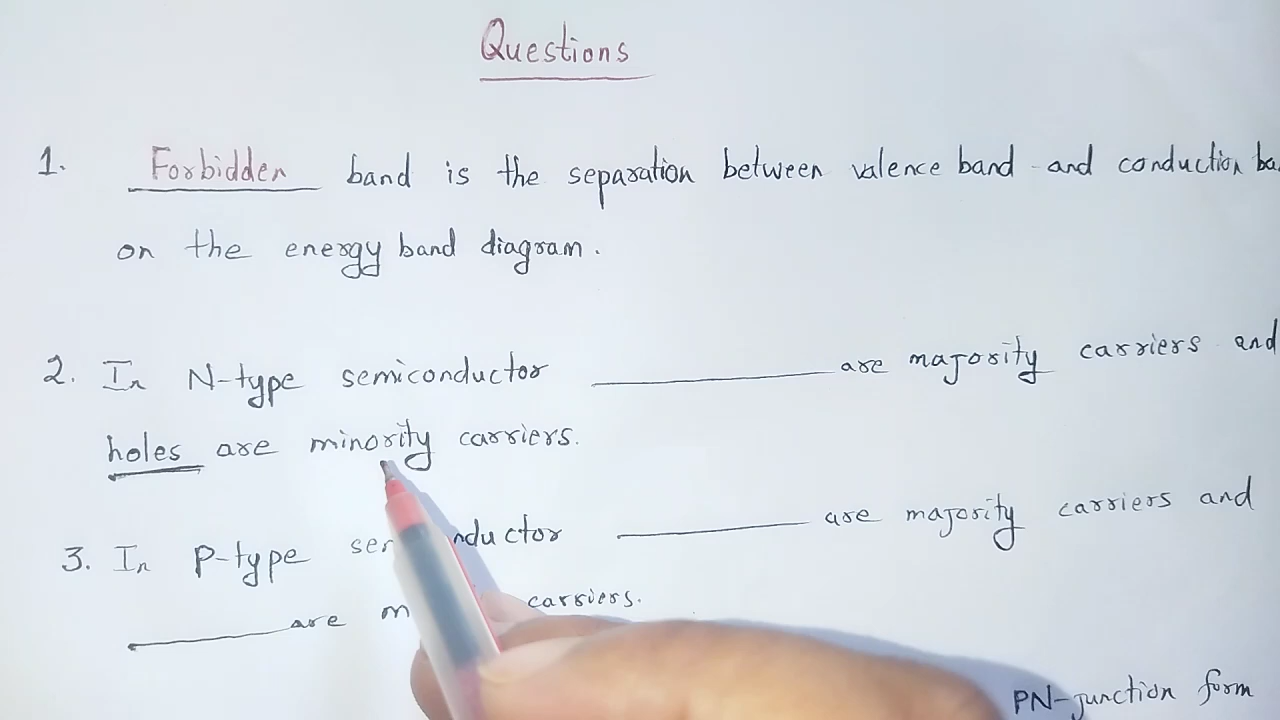 Questions
1. Forbidden band is the separation between valence band and conduction
on the energy band diagram.
2. In N-type semiconductor ________ are majority carriers and
holes are minority carriers.
3. In P-type ________ are majority carriers and
________ are carriers.
PN-junction form